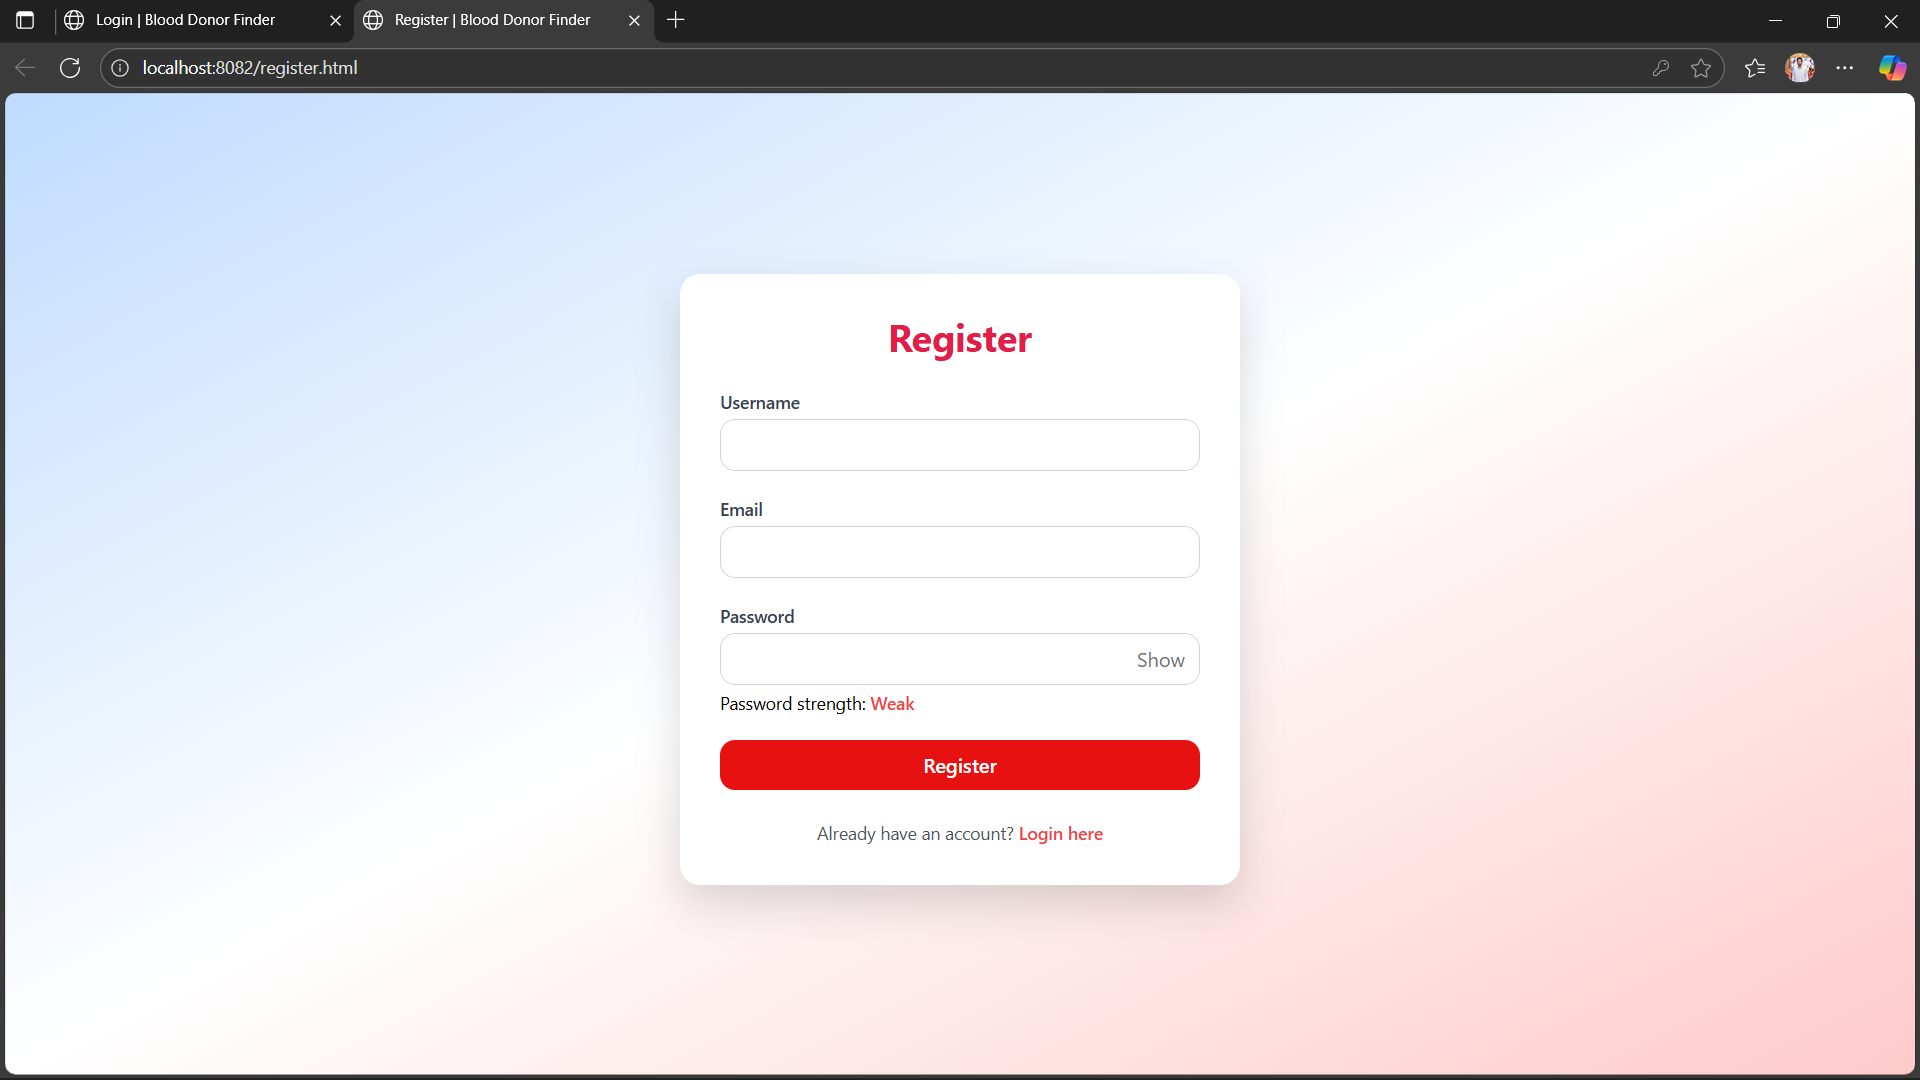 Login | Blood Donor Finder
Register | Blood Donor Finder
localhost:8082/register.html
Register
Username
Email
Password
Show
Password strength: Weak
Register
Already have an account? Login here